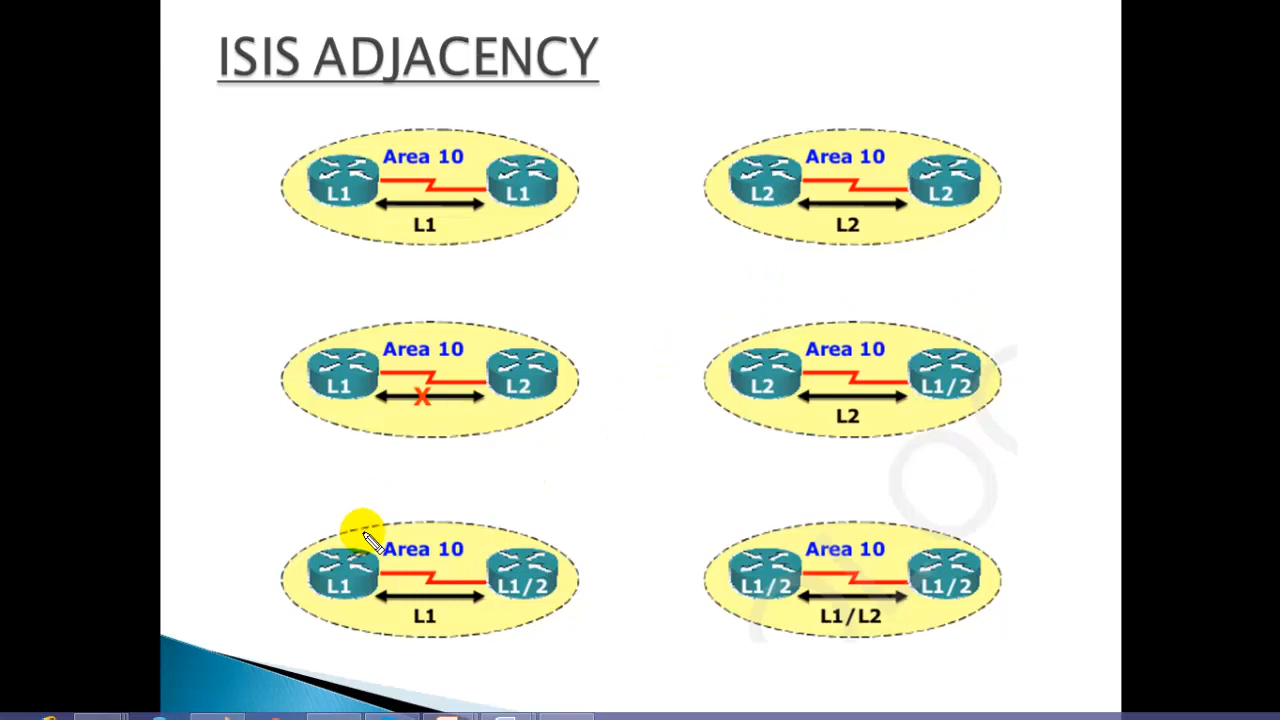 ISIS ADJACENCY
Area 10
L1 L1
L1
Area 10
L2 L2
L2
Area 10
L1 L2
X
Area 10
L2 L1/2
L2
Area 10
L1 L1/2
L1
Area 10
L1/2 L1/2
L1/L2